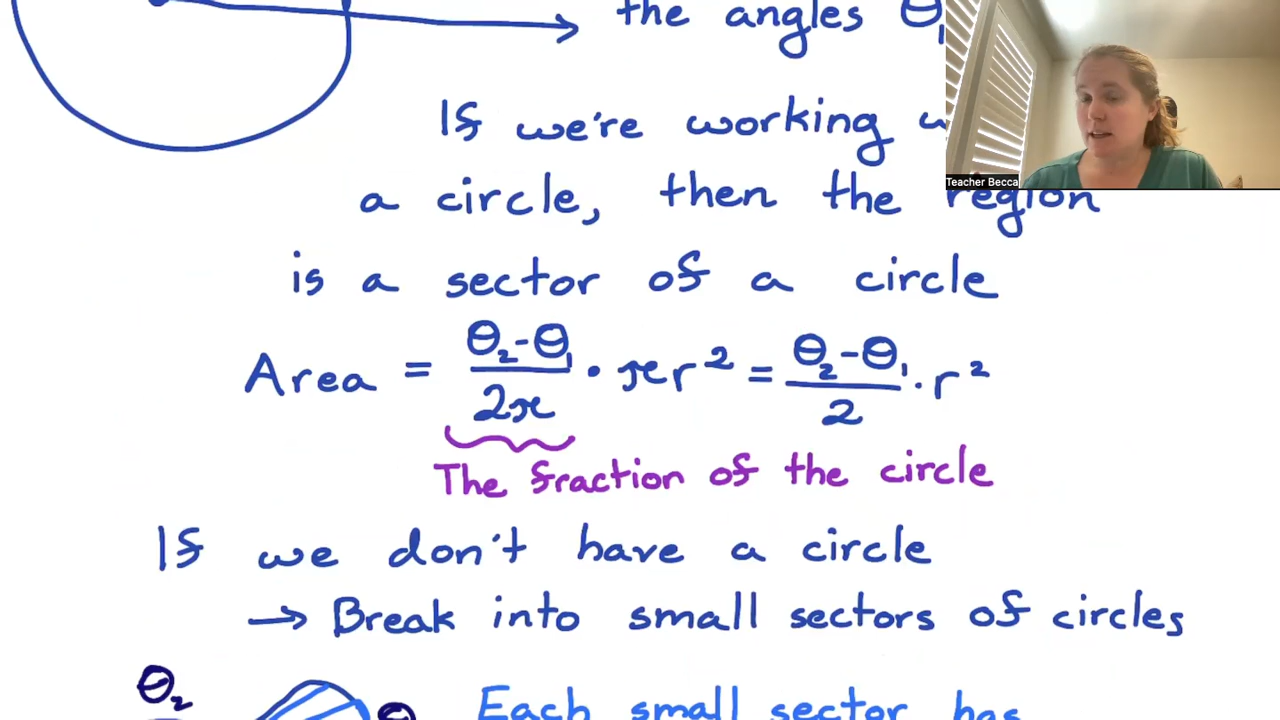 the angles θ₁
If we're working
a circle, then the region
is a sector of a circle
Area = (θ₂-θ₁)/2π · πr² = (θ₂-θ₁)/2 · r²
The fraction of the circle
If we don't have a circle
→ Break into small sectors of circles
θ₂
Each small sector has
Teacher Becca